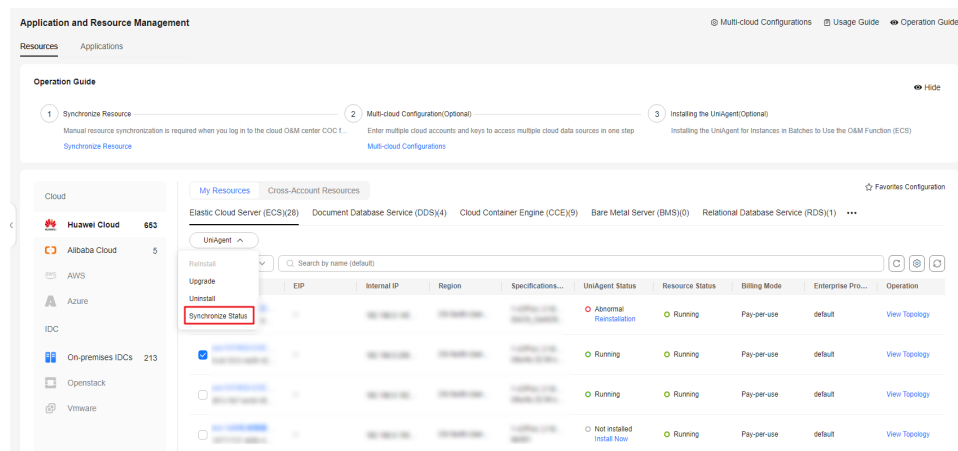 Application and Resource Management
Multi-cloud Configurations Usage Guide Operation Guide
Resources Applications
Operation Guide
Hide
1 Synchronize Resource 2 Multi-cloud Configuration(Optional) 3 Installing the UniAgent(Optional)
Manual resource synchronization is required when you log in to the cloud O&M center COC f... Enter multiple cloud accounts and keys to access multiple cloud data sources in one step Installing the UniAgent for Instances in Batches to Use the O&M Function (ECS)
Synchronize Resource Multi-cloud Configurations
Cloud
My Resources Cross-Account Resources
Favorites Configuration
Huawei Cloud 653
Elastic Cloud Server (ECS)(28) Document Database Service (DDS)(4) Cloud Container Engine (CCE)(9) Bare Metal Server (BMS)(0) Relational Database Service (RDS)(1) •••
Alibaba Cloud 5
UniAgent
AWS
Reinstall
Search by name (default)
Azure
Upgrade
EIP Internal IP Region Specifications... UniAgent Status Resource Status Billing Mode Enterprise Pro... Operation
Uninstall
Synchronize Status
Abnormal
Reinstallation
Running Pay-per-use default View Topology
IDC
On-premises IDCs 213
Running Running Pay-per-use default View Topology
Openstack
Running Running Pay-per-use default View Topology
Vmware
Not installed
Install Now
Running Pay-per-use default View Topology